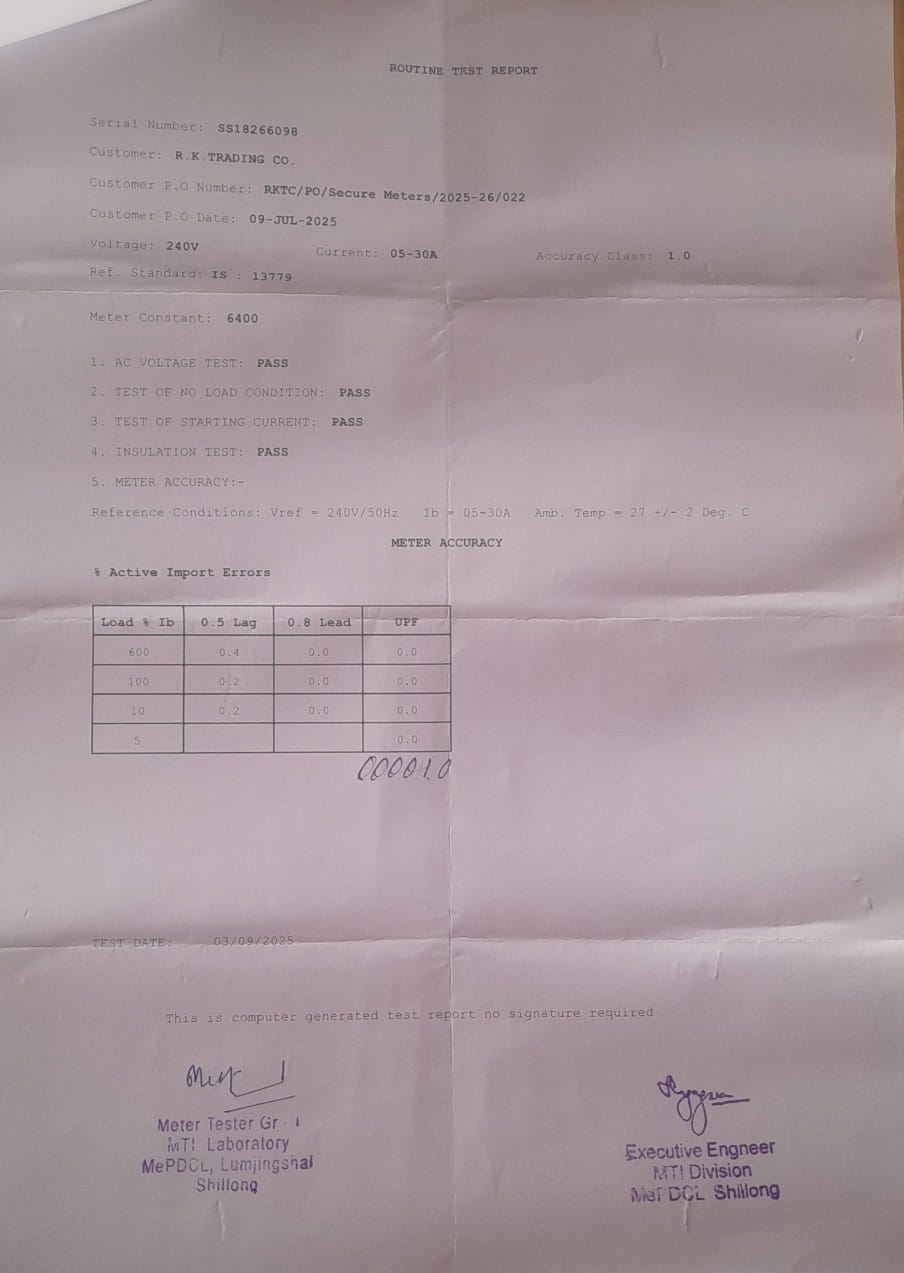 ROUTINE TEST REPORT
Serial Number: SS18266098
Customer: R.K.TRADING CO.
Customer P.O Number: RKTC/PO/Secure Meters/2025-26/022
Customer P.O Date: 09-JUL-2025
Voltage: 240V Current: 05-30A Accuracy Class: 1.0
Ref. Standard: IS : 13779
Meter Constant: 6400
1. AC VOLTAGE TEST: PASS
2. TEST OF NO LOAD CONDITION: PASS
3. TEST OF STARTING CURRENT: PASS
4. INSULATION TEST: PASS
5. METER ACCURACY:-
Reference Conditions: Vref = 240V/50Hz Ib = 05-30A Amb. Temp = 27 +/- 2 Deg. C
METER ACCURACY
% Active Import Errors
Load % Ib 0.5 Lag 0.8 Lead UPF
600 0.4 0.0 0.0
100 0.2 0.0 0.0
10 0.2 0.0 0.0
5 0.0
00001.0
TEST DATE: 03/09/2025
This is computer generated test report no signature required
Meter Tester Gr - I
MTI Laboratory
MePDCL, Lumjingshai
Shillong
Executive Engneer
MTI Division
MePDCL Shillong